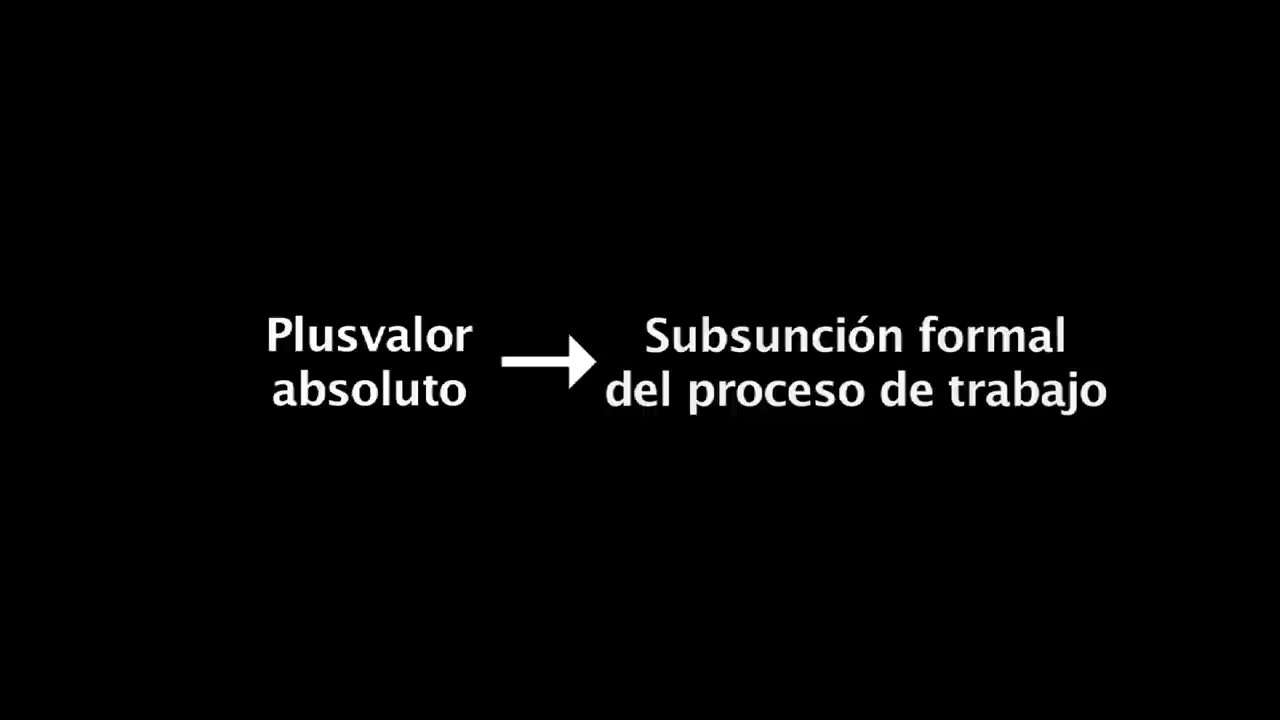 Plusvalor
absoluto
Subsunción formal
del proceso de trabajo